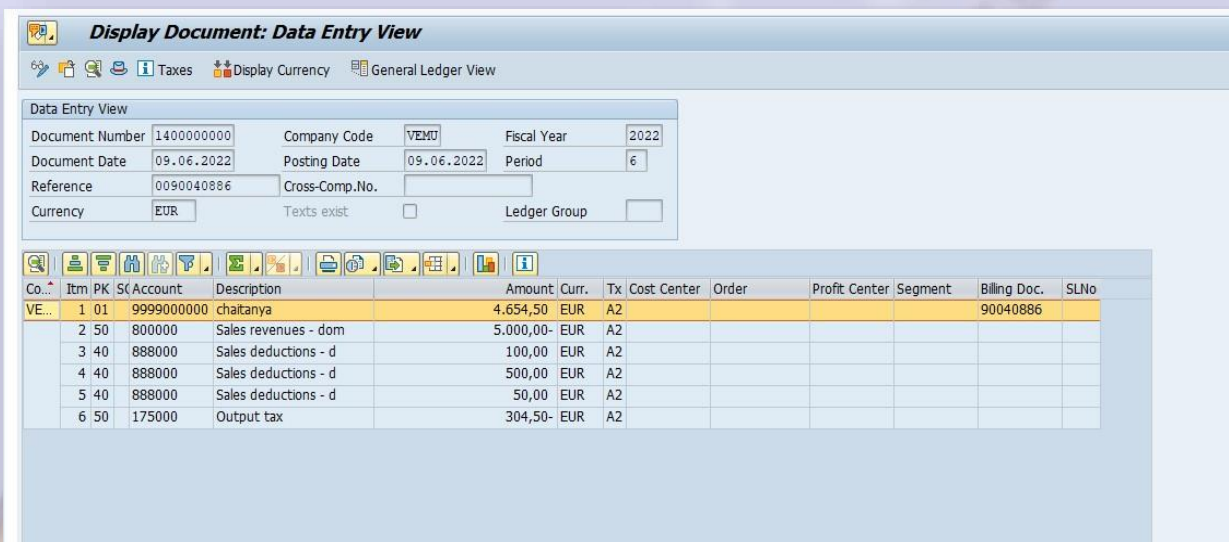 Display Document: Data Entry View
Taxes Display Currency General Ledger View
Data Entry View
Document Number 1400000000 Company Code VEMU Fiscal Year 2022
Document Date 09.06.2022 Posting Date 09.06.2022 Period 6
Reference 0090040886 Cross-Comp.No.
Currency EUR Texts exist Ledger Group
Co... Itm PK SG Account Description Amount Curr. Tx Cost Center Order Profit Center Segment Billing Doc. SLNo
VE... 1 01 9999000000 chaitanya 4.654,50 EUR A2 90040886
2 50 800000 Sales revenues - dom 5.000,00- EUR A2
3 40 888000 Sales deductions - d 100,00 EUR A2
4 40 888000 Sales deductions - d 500,00 EUR A2
5 40 888000 Sales deductions - d 50,00 EUR A2
6 50 175000 Output tax 304,50- EUR A2